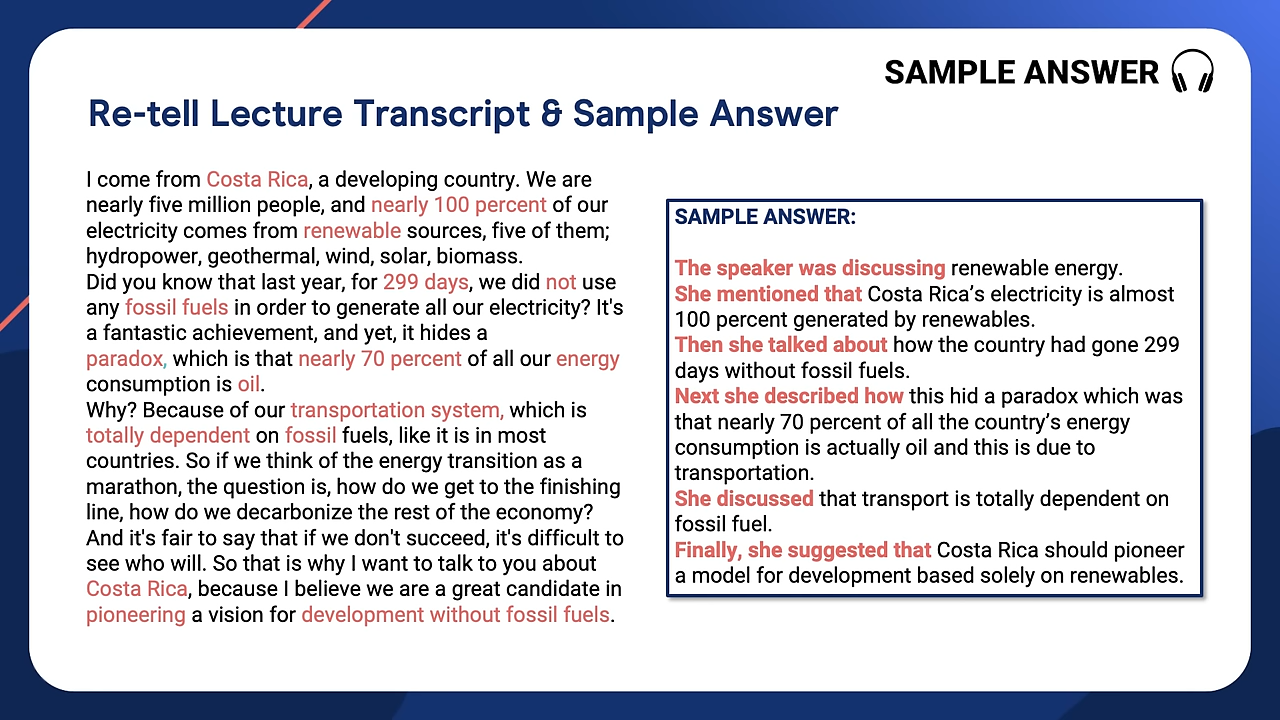 SAMPLE ANSWER
Re-tell Lecture Transcript & Sample Answer
I come from Costa Rica, a developing country. We are
nearly five million people, and nearly 100 percent of our
electricity comes from renewable sources, five of them;
hydropower, geothermal, wind, solar, biomass.
Did you know that last year, for 299 days, we did not use
any fossil fuels in order to generate all our electricity? It's
a fantastic achievement, and yet, it hides a
paradox, which is that nearly 70 percent of all our energy
consumption is oil.
Why? Because of our transportation system, which is
totally dependent on fossil fuels, like it is in most
countries. So if we think of the energy transition as a
marathon, the question is, how do we get to the finishing
line, how do we decarbonize the rest of the economy?
And it's fair to say that if we don't succeed, it's difficult to
see who will. So that is why I want to talk to you about
Costa Rica, because I believe we are a great candidate in
pioneering a vision for development without fossil fuels.
SAMPLE ANSWER:
The speaker was discussing renewable energy.
She mentioned that Costa Rica’s electricity is almost
100 percent generated by renewables.
Then she talked about how the country had gone 299
days without fossil fuels.
Next she described how this hid a paradox which was
that nearly 70 percent of all the country’s energy
consumption is actually oil and this is due to
transportation.
She discussed that transport is totally dependent on
fossil fuel.
Finally, she suggested that Costa Rica should pioneer
a model for development based solely on renewables.